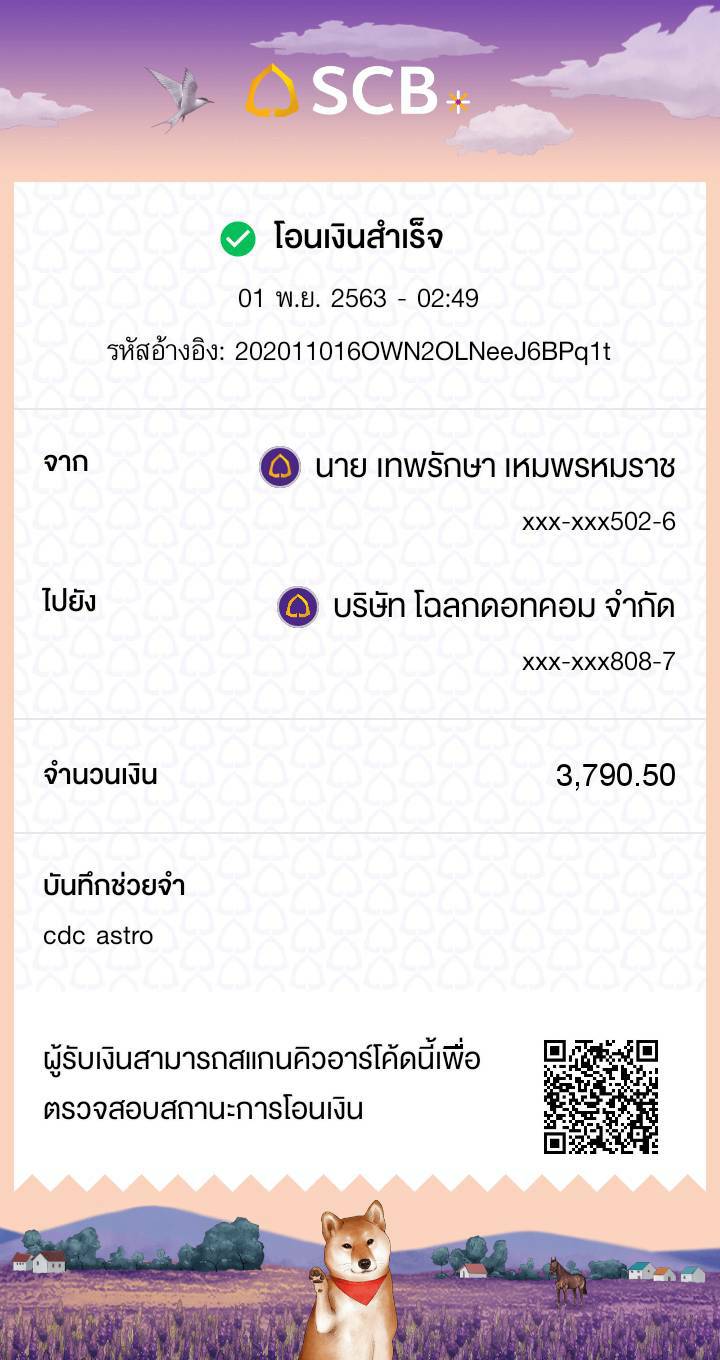 SCB
โอนเงินสำเร็จ
01 พ.ย. 2563 - 02:49
รหัสอ้างอิง: 202011016OWN2OLNeeJ6BPq1t
จาก
นาย เทพรักษา เหมพรหมราช
xxx-xxx502-6
ไปยัง
บริษัท โฉลกดอทคอม จำกัด
xxx-xxx808-7
จำนวนเงิน
3,790.50
บันทึกช่วยจำ
cdc astro
ผู้รับเงินสามารถสแกนคิวอาร์โค้ดนี้เพื่อ
ตรวจสอบสถานะการโอนเงิน